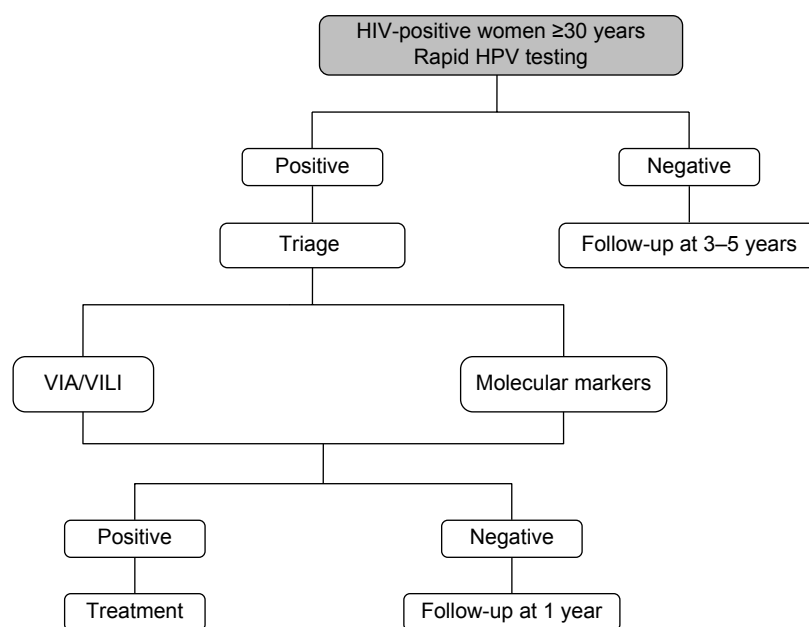 HIV-positive women ≥30 years
Rapid HPV testing
Positive
Negative
Triage
Follow-up at 3–5 years
VIA/VILI
Molecular markers
Positive
Negative
Treatment
Follow-up at 1 year